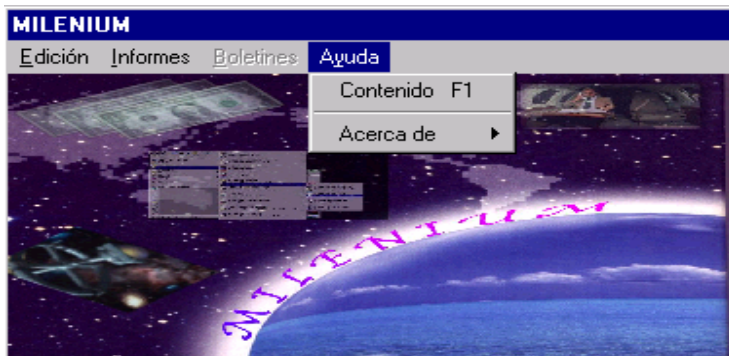 MILENIUM
Edición Informes Boletines Ayuda
Contenido F1
Acerca de
MILENIUM